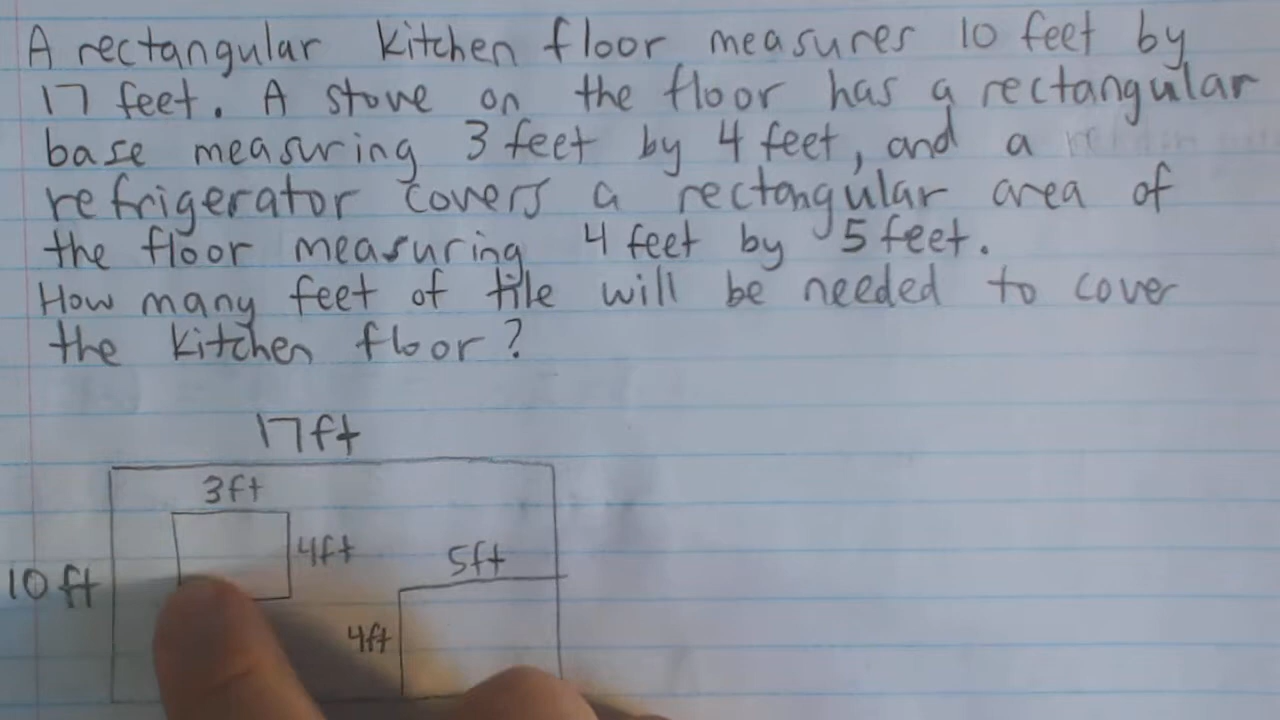 A rectangular kitchen floor measures 10 feet by
17 feet. A stove on the floor has a rectangular
base measuring 3 feet by 4 feet, and a
refrigerator covers a rectangular area of
the floor measuring 4 feet by 5 feet.
How many feet of tile will be needed to cover
the kitchen floor?
17ft
3ft
4ft
5ft
10 ft
4ft